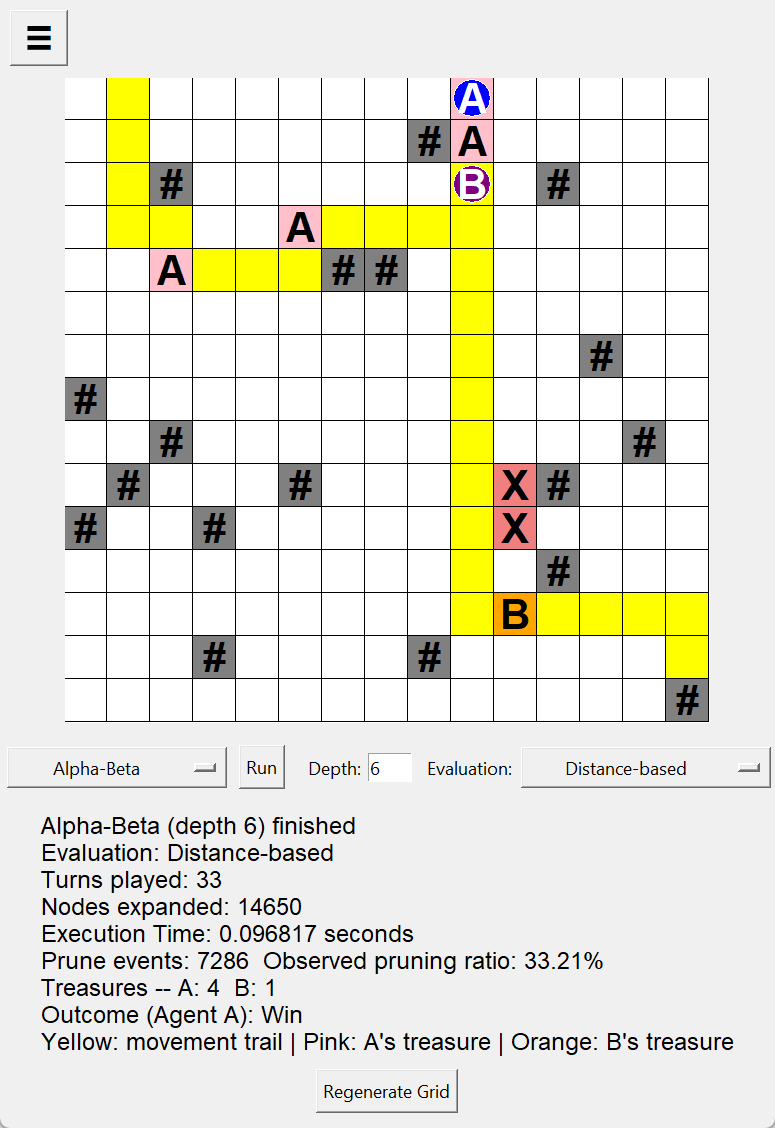 ☰
A
# A
# B #
A
A # #
#
#
# #
# # X #
# # X
#
B
# #
#
Alpha-Beta Run Depth: 6 Evaluation: Distance-based
Alpha-Beta (depth 6) finished
Evaluation: Distance-based
Turns played: 33
Nodes expanded: 14650
Execution Time: 0.096817 seconds
Prune events: 7286  Observed pruning ratio: 33.21%
Treasures -- A: 4  B: 1
Outcome (Agent A): Win
Yellow: movement trail | Pink: A's treasure | Orange: B's treasure
Regenerate Grid